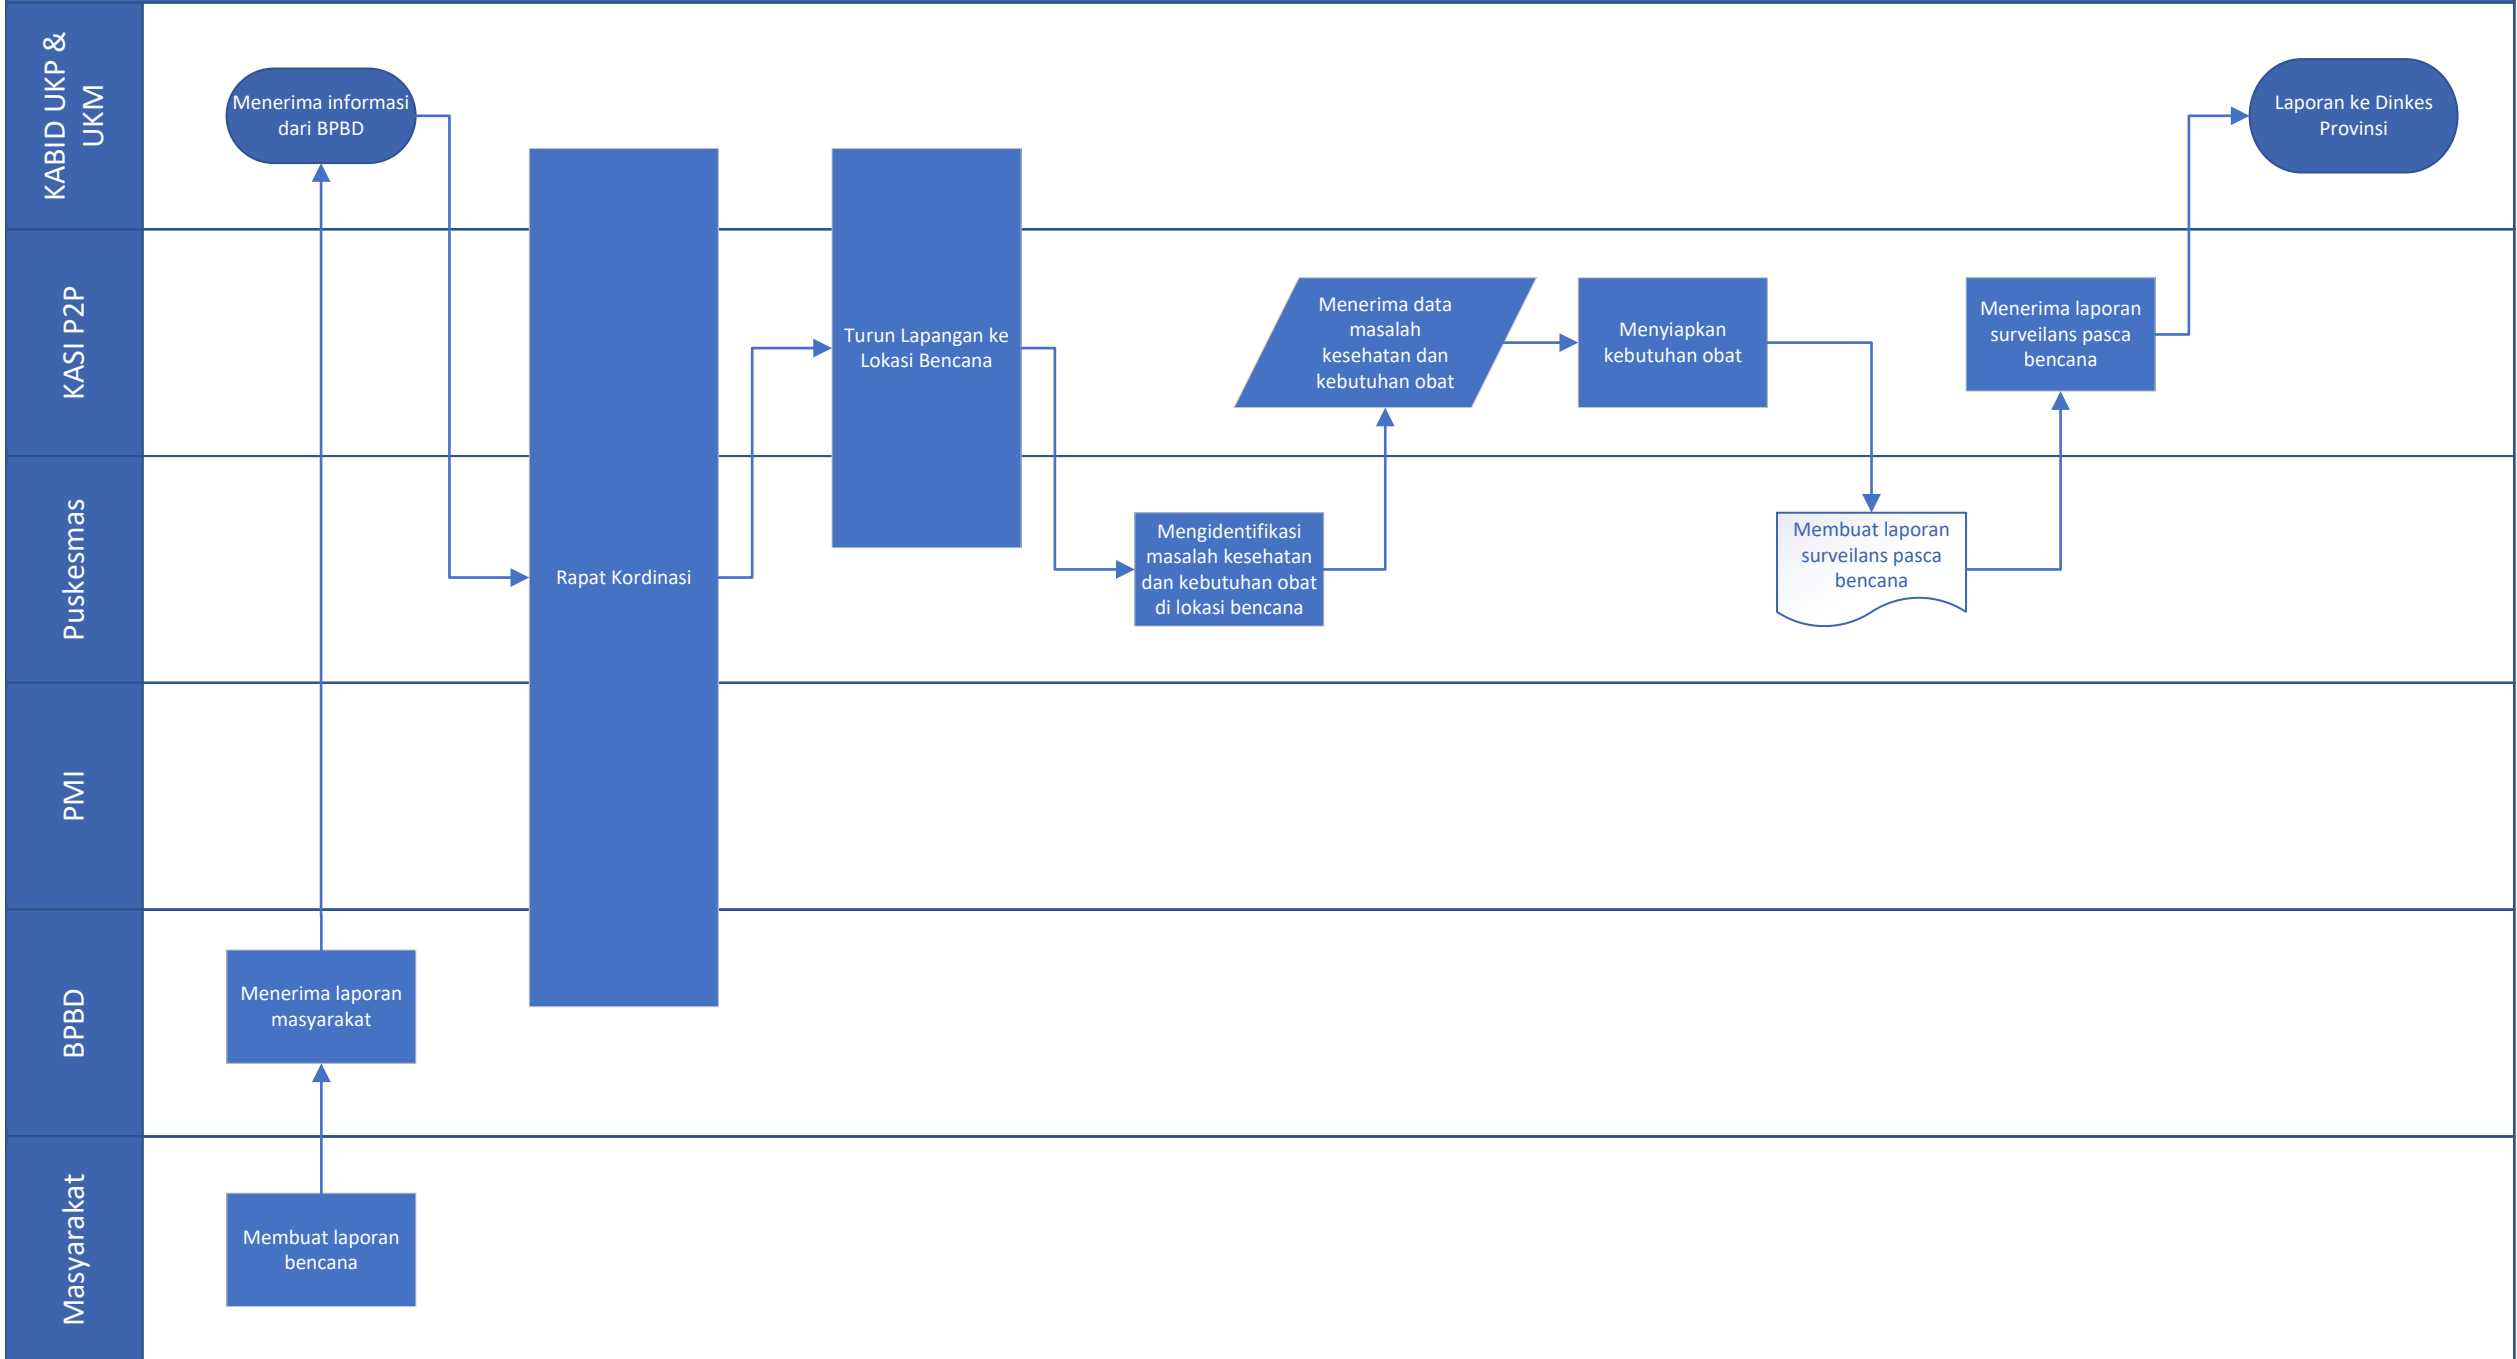 KABID UKP &
UKM
Menerima informasi
dari BPBD
Laporan ke Dinkes
Provinsi
KASI P2P
Turun Lapangan ke
Lokasi Bencana
Menerima data
masalah
kesehatan dan
kebutuhan obat
Menyiapkan
kebutuhan obat
Menerima laporan
surveilans pasca
bencana
Puskesmas
Rapat Kordinasi
Mengidentifikasi
masalah kesehatan
dan kebutuhan obat
di lokasi bencana
Membuat laporan
surveilans pasca
bencana
PMI
BPBD
Menerima laporan
masyarakat
Masyarakat
Membuat laporan
bencana